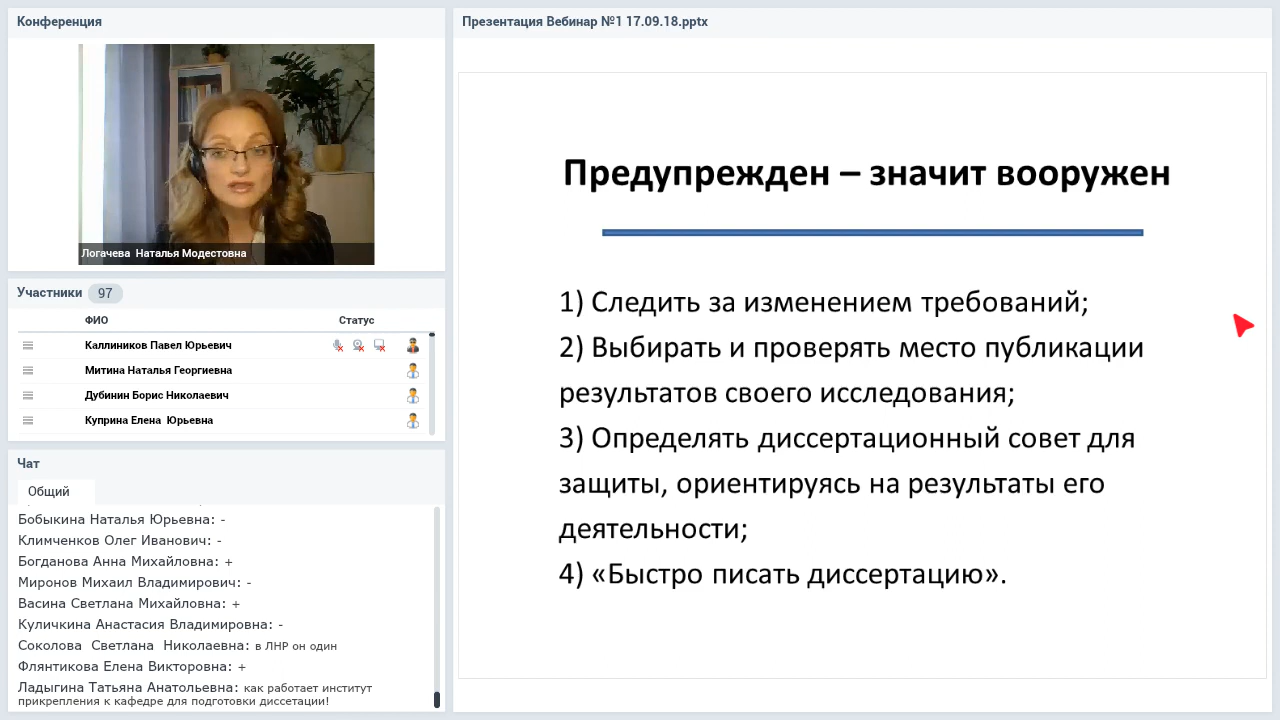 Конференция
Логачева Наталья Модестовна
Участники 97
ФИО Статус
Каллиников Павел Юрьевич
Митина Наталья Георгиевна
Дубинин Борис Николаевич
Куприна Елена Юрьевна
Чат
Общий
Бобыкина Наталья Юрьевна: -
Климченков Олег Иванович: -
Богданова Анна Михайловна: +
Миронов Михаил Владимирович: -
Васина Светлана Михайловна: +
Куличкина Анастасия Владимировна: -
Соколова Светлана Николаевна: в ЛНР он один
Флянтикова Елена Викторовна: +
Ладыгина Татьяна Анатольевна: как работает институт
прикрепления к кафедре для подготовки диссетации!
Презентация Вебинар №1 17.09.18.pptx
Предупрежден – значит вооружен
1) Следить за изменением требований;
2) Выбирать и проверять место публикации
результатов своего исследования;
3) Определять диссертационный совет для
защиты, ориентируясь на результаты его
деятельности;
4) «Быстро писать диссертацию».